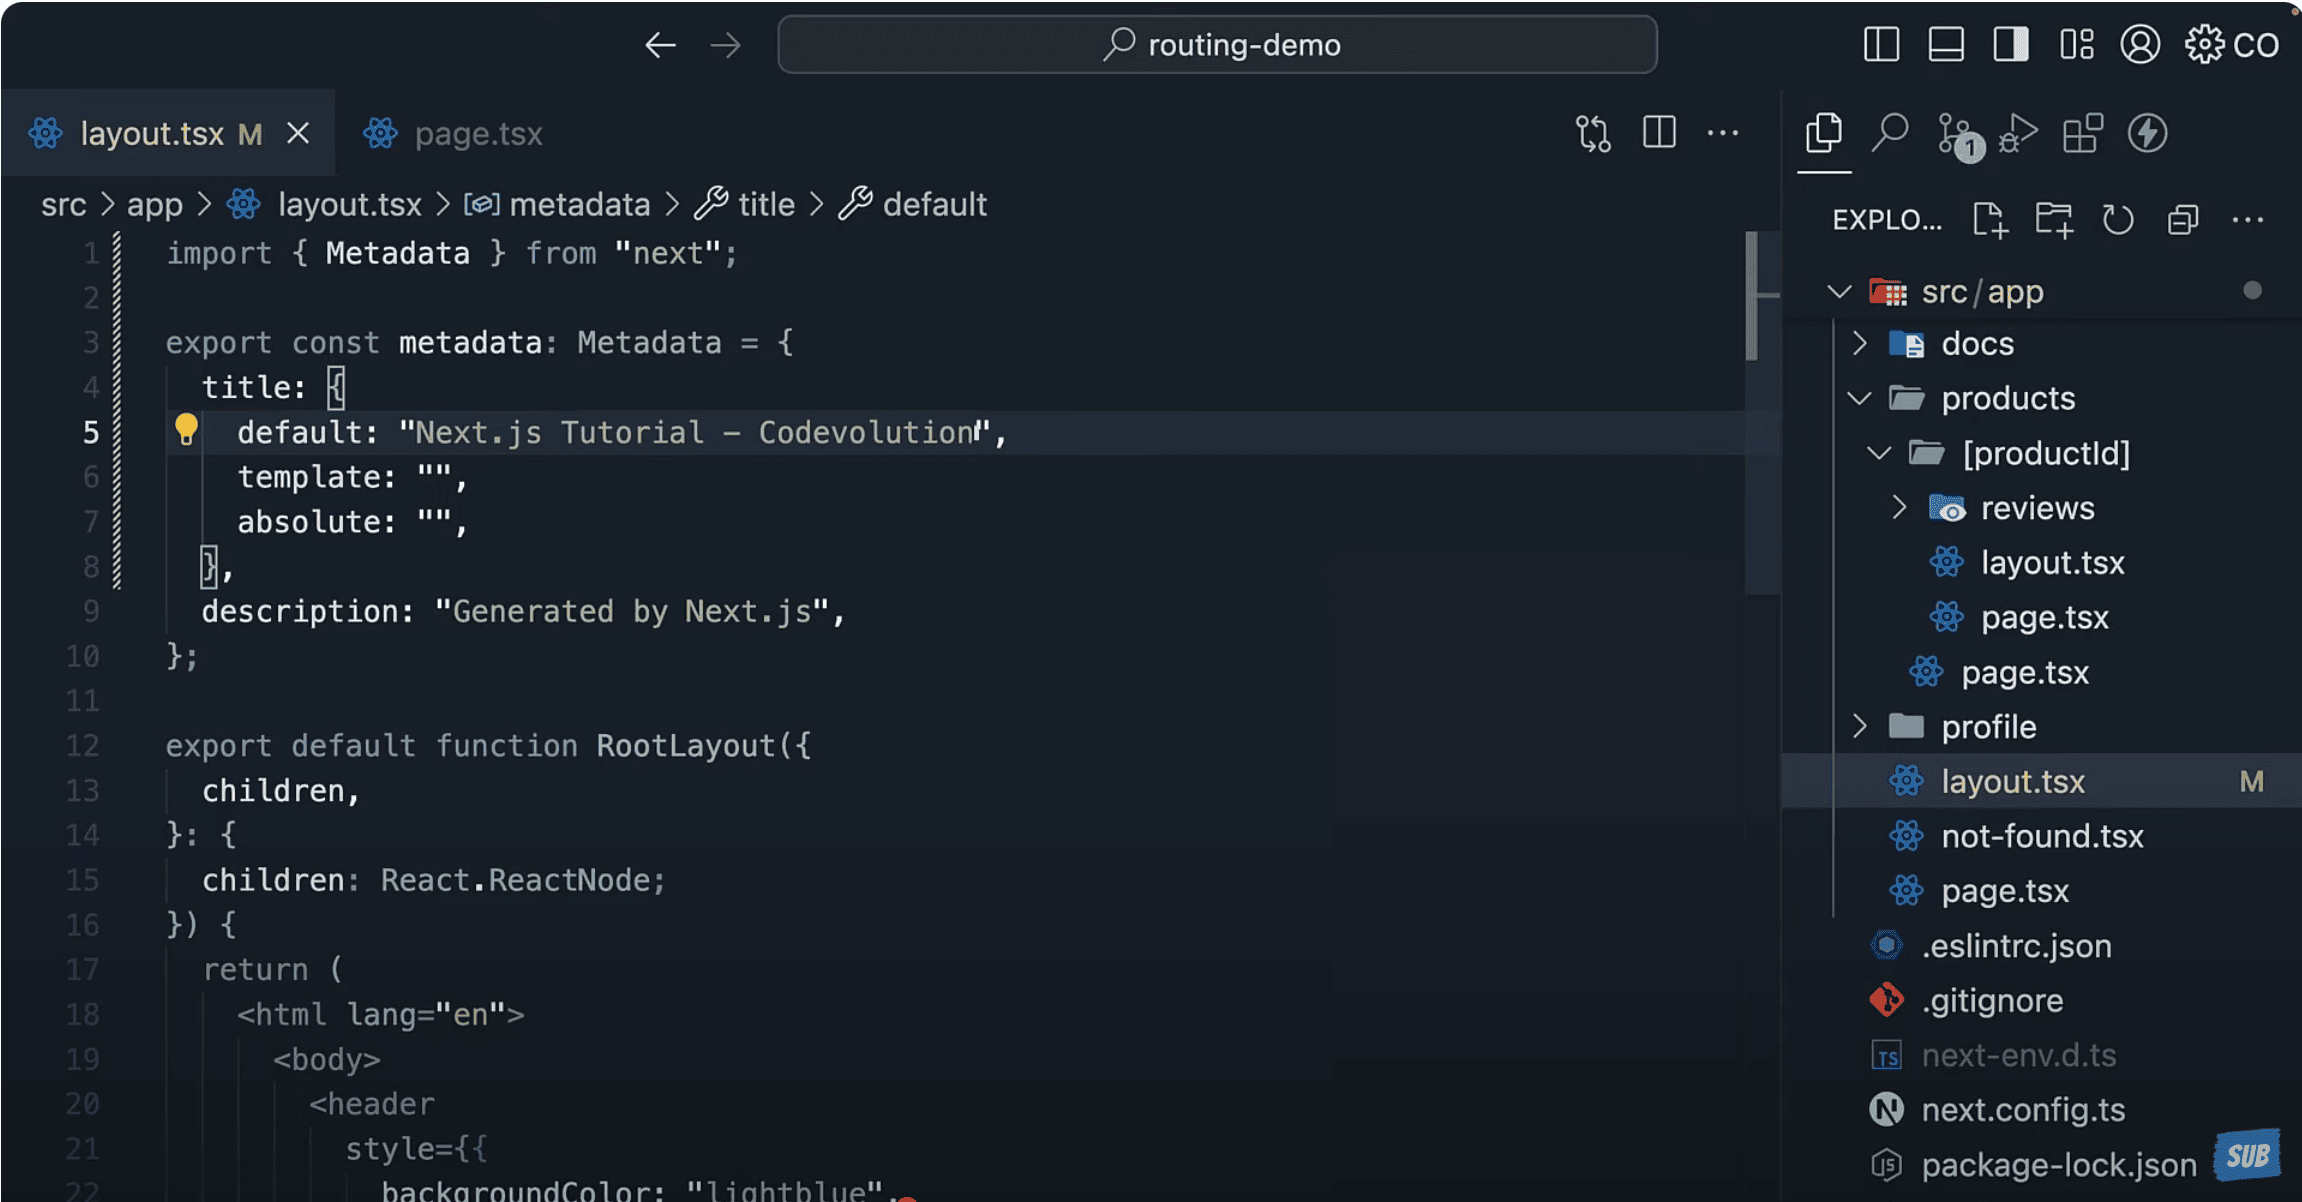 routing-demo
CO
layout.tsx M
page.tsx
1
src > app > layout.tsx > metadata > title > default
EXPLO...
1 import { Metadata } from "next";
2
3 export const metadata: Metadata = {
4 title: {
5 default: "Next.js Tutorial - Codevolution",
6 template: "",
7 absolute: "",
8 },
9 description: "Generated by Next.js",
10 };
11
12 export default function RootLayout({
13 children,
14 }: {
15 children: React.ReactNode;
16 }) {
17 return (
18 <html lang="en">
19 <body>
20 <header
21 style={{
22 backgroundColor: "lightblue",
src/app
docs
products
[productId]
reviews
layout.tsx
page.tsx
page.tsx
profile
layout.tsx M
not-found.tsx
page.tsx
.eslintrc.json
.gitignore
TS next-env.d.ts
N next.config.ts
JS package-lock.json
SUB